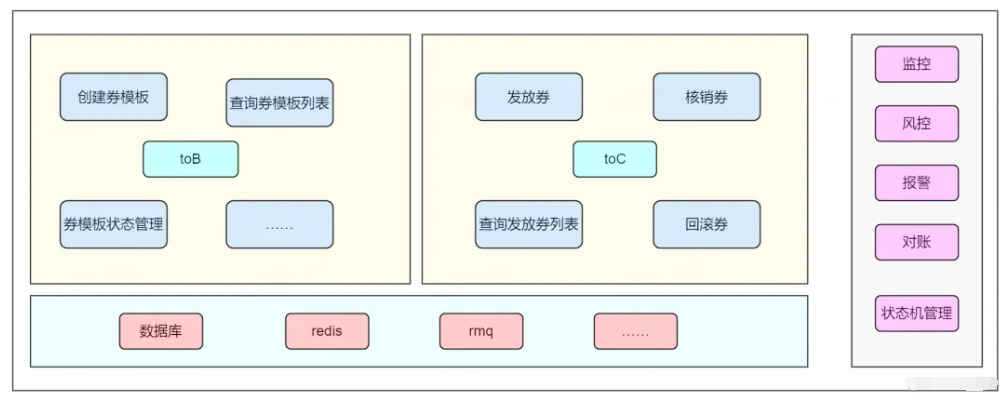 创建券模板
查询券模板列表
toB
券模板状态管理
……
发放券
核销券
toC
查询发放券列表
回滚券
数据库
redis
rmq
……
监控
风控
报警
对账
状态机管理